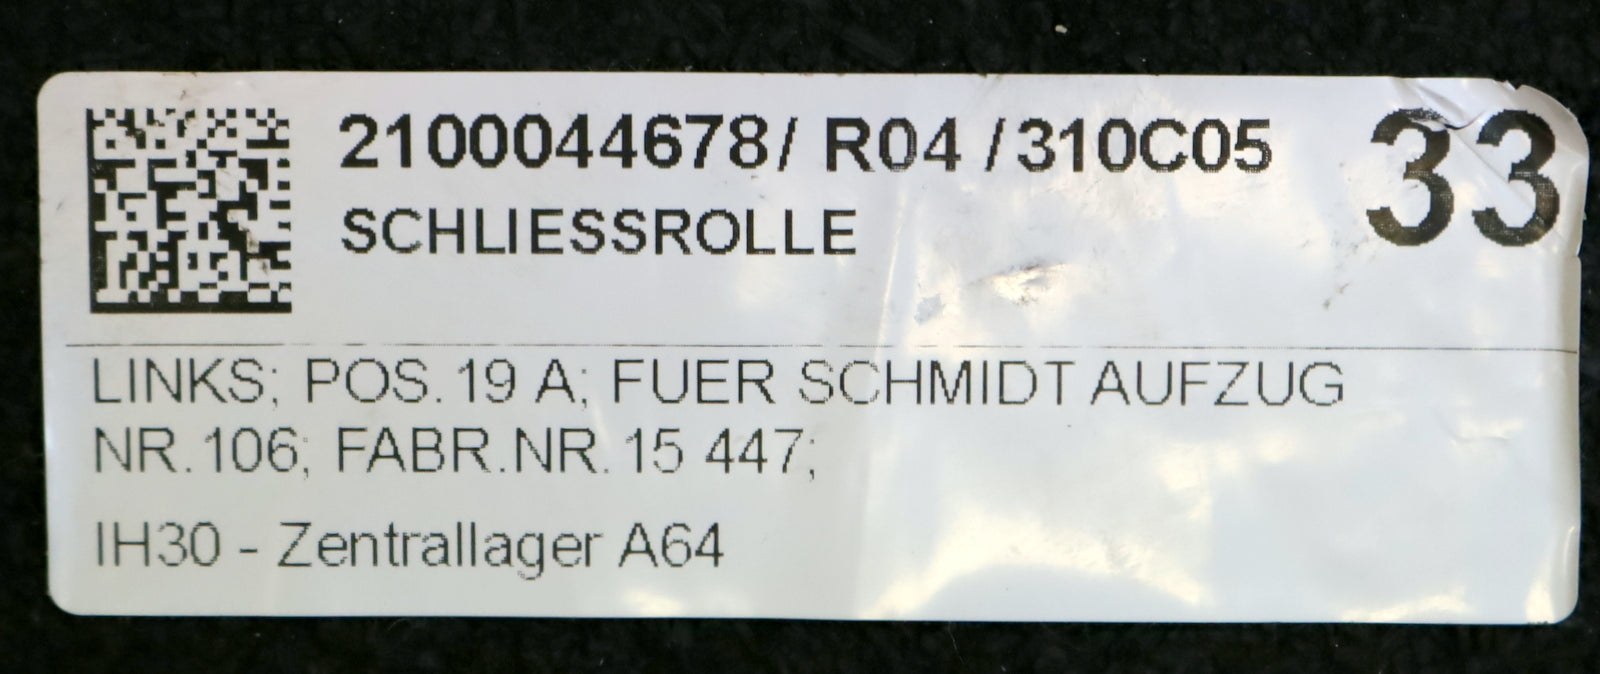 2100044678/ R04 /310C05 33
SCHLIESSROLLE
LINKS; POS. 19 A; FUER SCHMIDT AUFZUG
NR. 106; FABR.NR. 15 447;
IH30 - Zentrallager A64